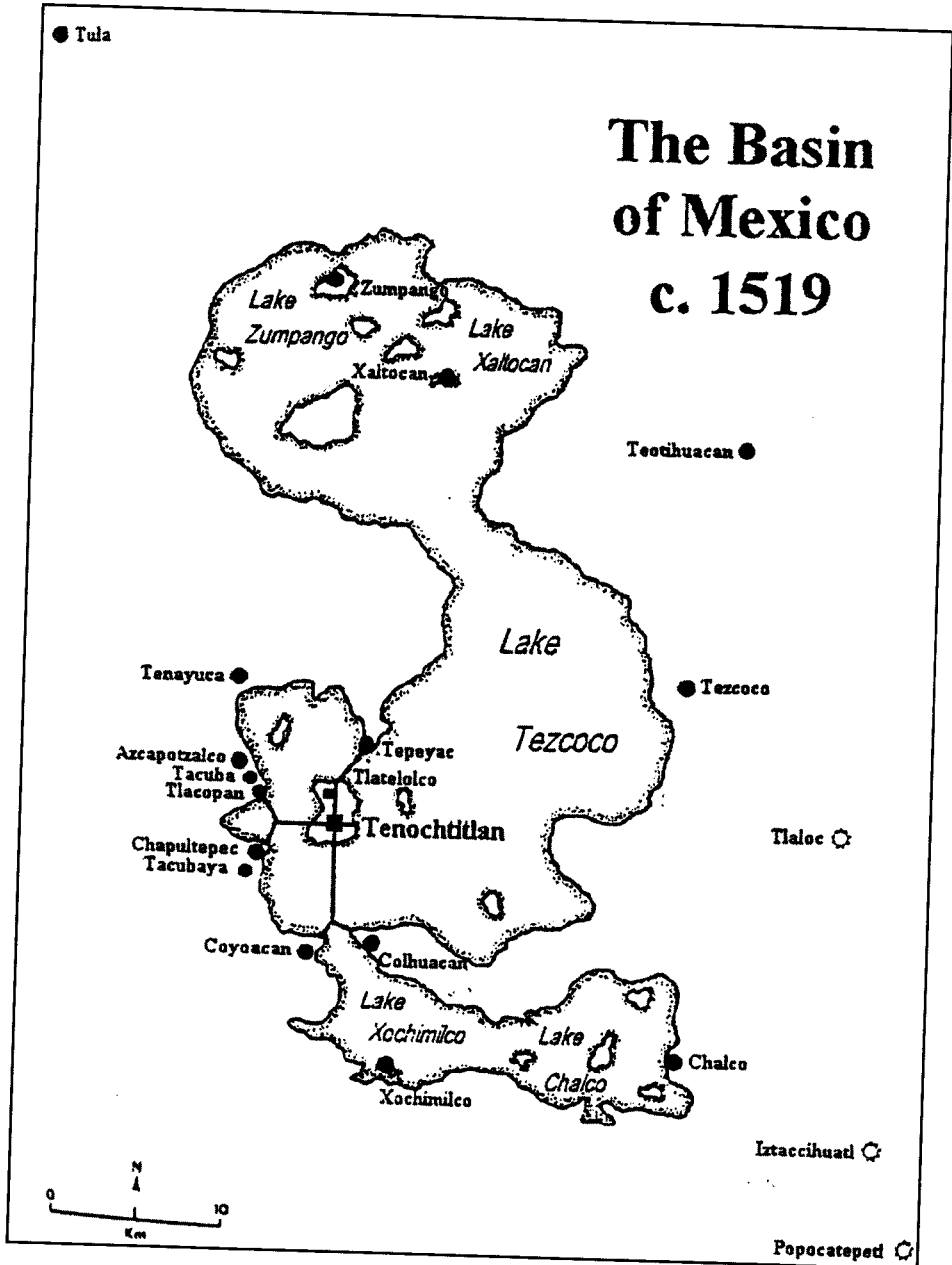 Tula
The Basin
of Mexico
c. 1519
Zumpango
Lake
Zumpango
Lake
Xaltocan
Xaltocan
Teotihuacan
Lake
Tezcoco
Tenayuca
Tezcoco
Azcapotzalco
Tepeyac
Tacuba
Tlatelolco
Tlacopan
Tenochtitlan
Tlaloc
Chapultepec
Tacubaya
Coyoacan
Colhuacan
Lake
Xochimilco
Lake
Chalco
Chalco
Xochimilco
Iztaccihuatl
N
0
10
Km
Popocatepetl